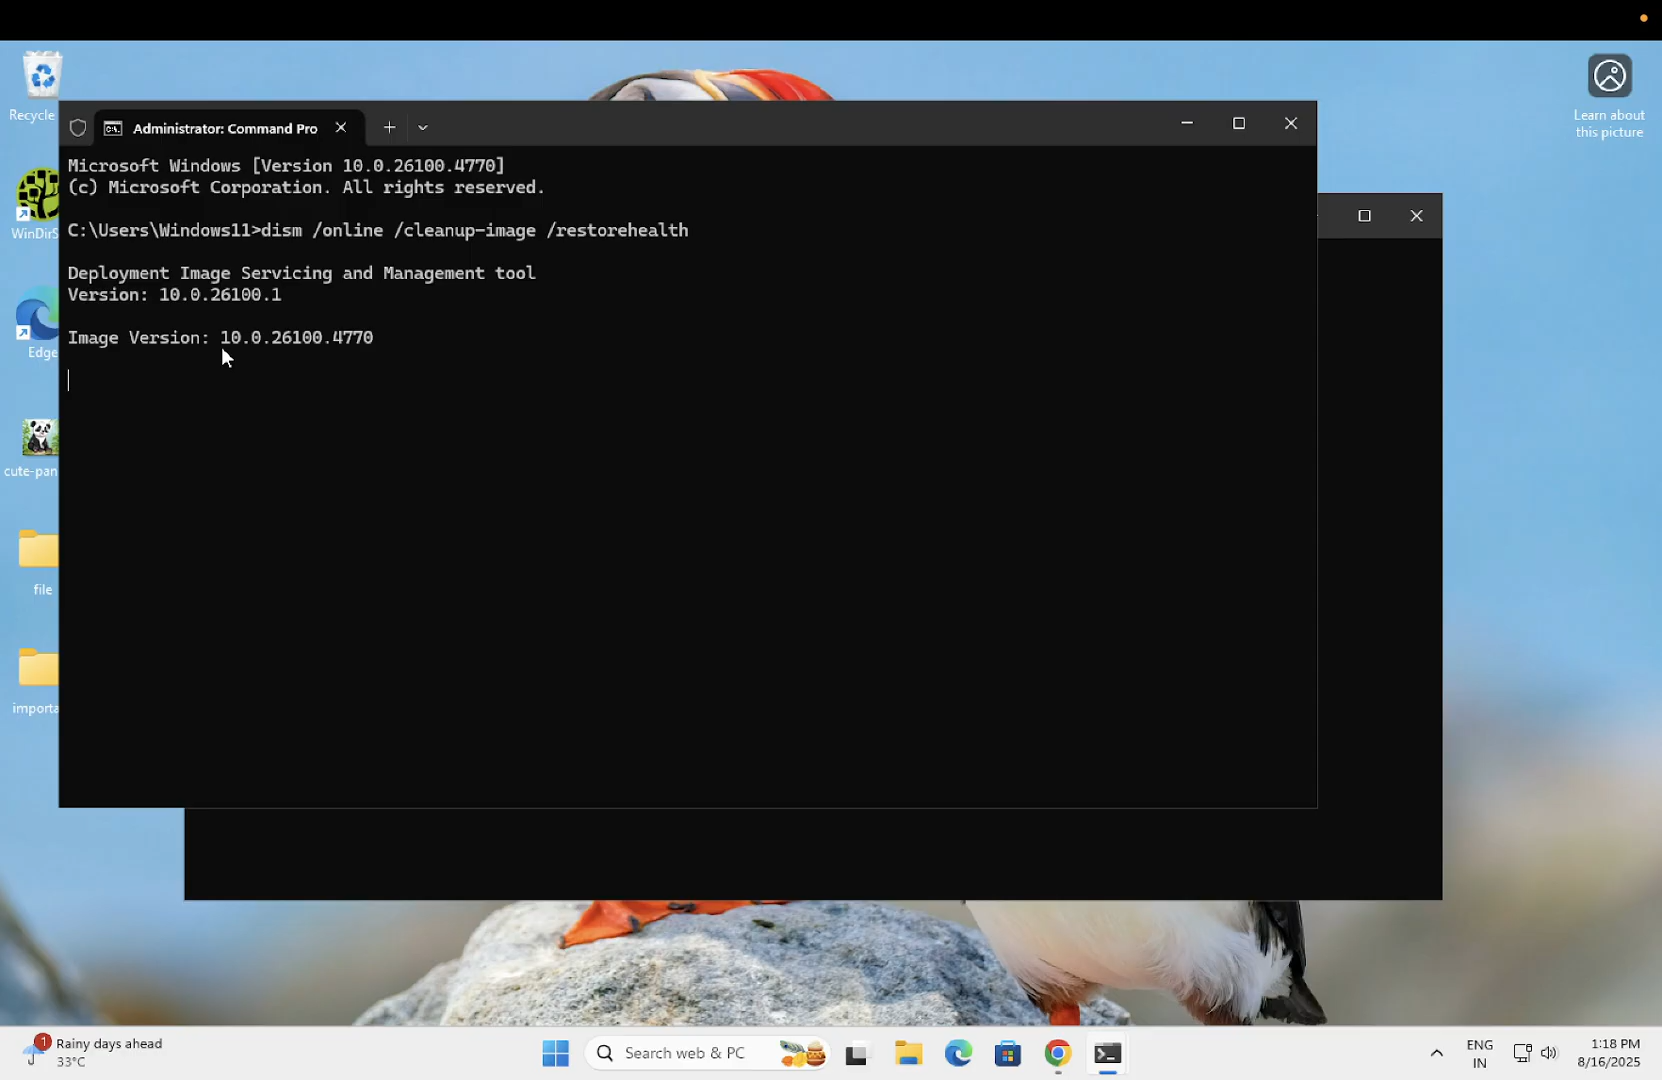 Recycle
Learn about
this picture
Administrator: Command Pro
Microsoft Windows [Version 10.0.26100.4770]
(c) Microsoft Corporation. All rights reserved.
C:\Users\Windows11>dism /online /cleanup-image /restorehealth
Deployment Image Servicing and Management tool
Version: 10.0.26100.1
Image Version: 10.0.26100.4770
WinDirS
Edge
cute-pan
file
importa
1
Rainy days ahead
33°C
Search web & PC
ENG
IN
1:18 PM
8/16/2025